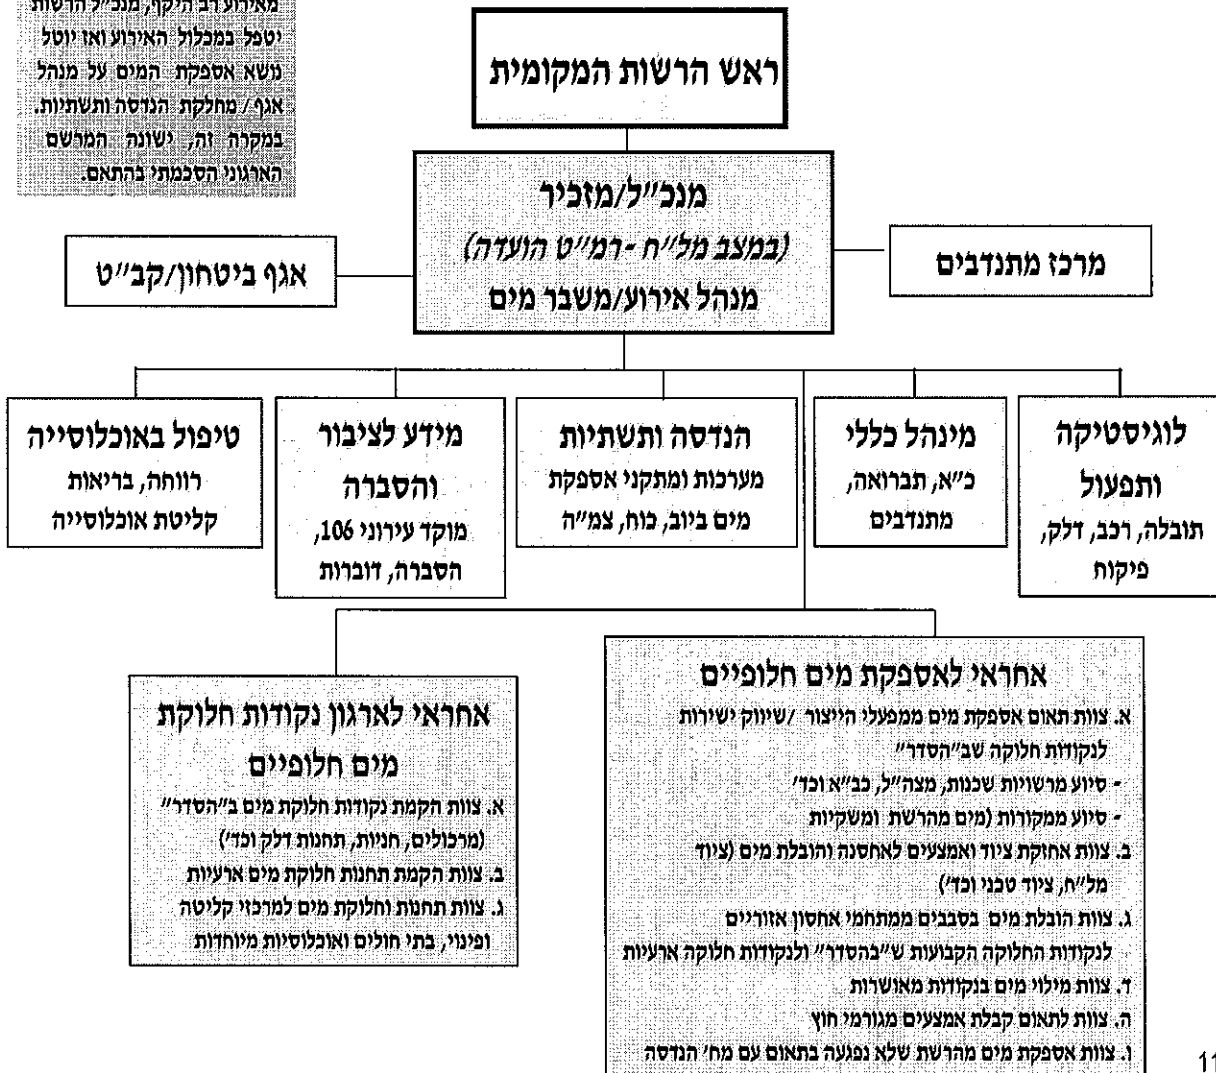 מאירוע רב היקף, מנכ״ל הרשות
יטפל במכלול האירוע ואז יוטל
נושא אספקת המים על מנהל
אגף / מחלקת הנדסה ותשתיות.
במקרה זה, ישונה המרשם
הארגוני הסכמתי בהתאם.
ראש הרשות המקומית
מנכ״ל/מזכיר
(במצב מל״ח - רמ״ט הועדה)
מנהל אירוע/משבר מים
מרכז מתנדבים
אגף ביטחון/קב״ט
לוגיסטיקה
ותפעול
תובלה, רכב, דלק,
פיקוח
מינהל כללי
כ״א, תברואה,
מתנדבים
הנדסה ותשתיות
מערכות ומתקני אספקת
מים ביוב, כוח, צמ״ה
מידע לציבור
והסברה
מוקד עירוני 106,
הסברה, דוברות
טיפול באוכלוסייה
רווחה, בריאות
קליטת אוכלוסייה
אחראי לאספקת מים חלופיים
א. צוות תאום אספקת מים ממפעלי הייצור /שיווק ישירות
לנקודות חלוקה שב״הסדר״
- סיוע מרשויות שכנות, מצה״ל, כב״א וכד׳
- סיוע ממקורות (מים מהרשת ומשקיות
ב. צוות אחזקת ציוד ואמצעים לאחסנה והובלת מים (ציוד
מל״ח, ציוד טכני וכד׳)
ג. צוות הובלת מים בסבבים ממתחמי אחסון אזוריים
לנקודות החלוקה הקבועות ש״בהסדר״ ולנקודות חלוקה ארעיות
ד. צוות מילוי מים בנקודות מאושרות
ה. צוות לתאום קבלת אמצעים מגורמי חוץ
ו. צוות אספקת מים מהרשת שלא נפגעה בתאום עם מח׳ הנדסה
אחראי לארגון נקודות חלוקת
מים חלופיים
א. צוות הקמת נקודות חלוקת מים ב״הסדר״
(מרכולים, חניות, תחנות דלק וכד׳)
ב. צוות הקמת תחנות חלוקת מים ארעיות
ג. צוות תחנות וחלוקת מים למרכזי קליטה
ופינוי, בתי חולים ואוכלוסיות מיוחדות
11